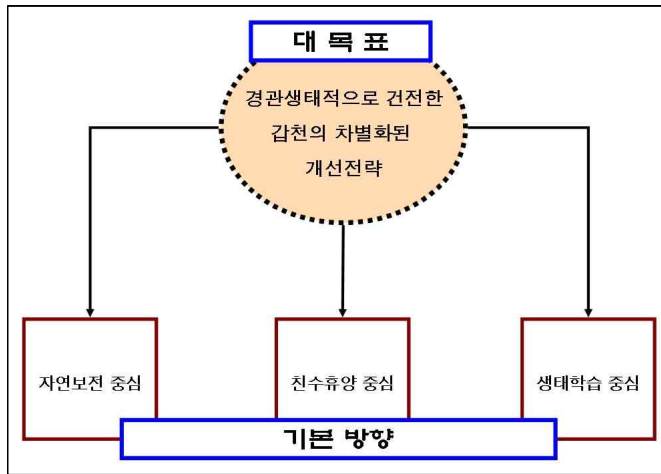 대 목 표
경관생태적으로 건전한
갑천의 차별화된
개선전략
자연보전 중심
친수휴양 중심
생태학습 중심
기본 방향